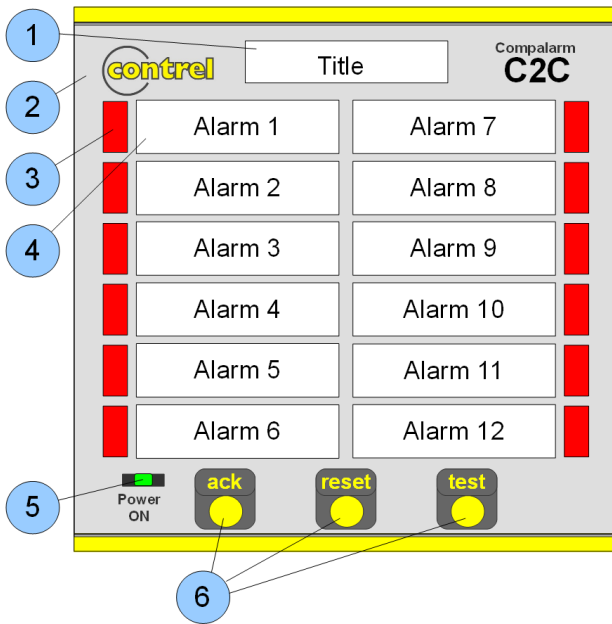 1
Title
contrel
Compalarm
C2C
2
3
Alarm 1
Alarm 7
4
Alarm 2
Alarm 8
Alarm 3
Alarm 9
Alarm 4
Alarm 10
Alarm 5
Alarm 11
Alarm 6
Alarm 12
5
Power
ON
ack
reset
test
6